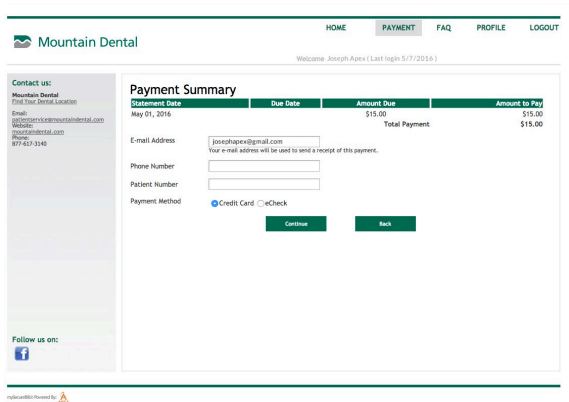 HOME PAYMENT FAQ PROFILE LOGOUT
Mountain Dental
Welcome Joseph Apex ( Last login 5/7/2016 )
Contact us:
Mountain Dental
Find Your Dental Location
Email:
patientservice@mountaindental.com
Website:
mountaindental.com
Phone:
877-617-3140
Follow us on:
f
Payment Summary
Statement Date Due Date Amount Due Amount to Pay
May 01, 2016 $15.00 $15.00
Total Payment $15.00
E-mail Address josephapex@gmail.com
Your e-mail address will be used to send a receipt of this payment.
Phone Number
Patient Number
Payment Method Credit Card eCheck
Continue Back
mySecureBill® Powered By: